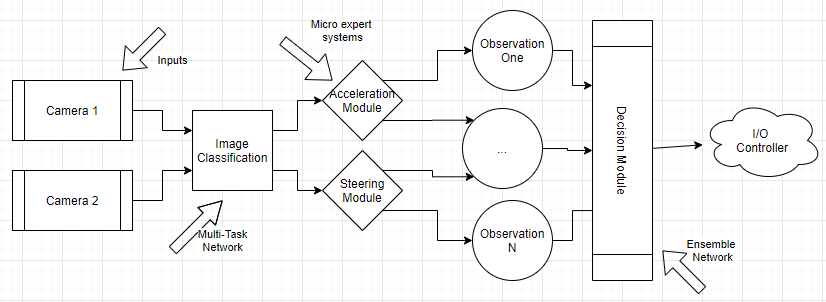 Micro expert
systems
Inputs
Observation
One
Camera 1
Acceleration
Module
Image
Classification
...
Decision Module
I/O
Controller
Camera 2
Steering
Module
Multi-Task
Network
Observation
N
Ensemble
Network